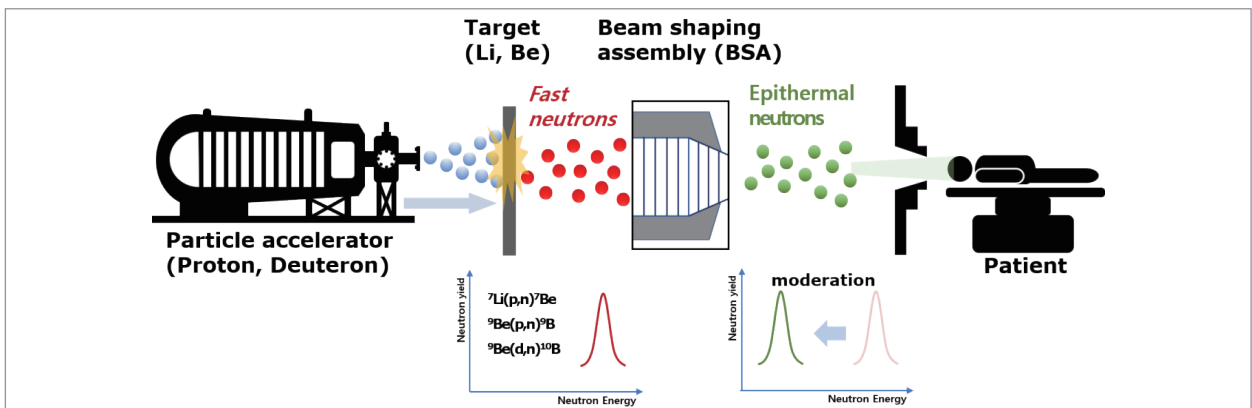 Target
(Li, Be)
Beam shaping
assembly (BSA)
Fast
neutrons
Epithermal
neutrons
Particle accelerator
(Proton, Deuteron)
Patient
Neutron yield
⁷Li(p,n)⁷Be
⁹Be(p,n)⁹B
⁹Be(d,n)¹⁰B
Neutron Energy
Neutron yield
moderation
Neutron Energy